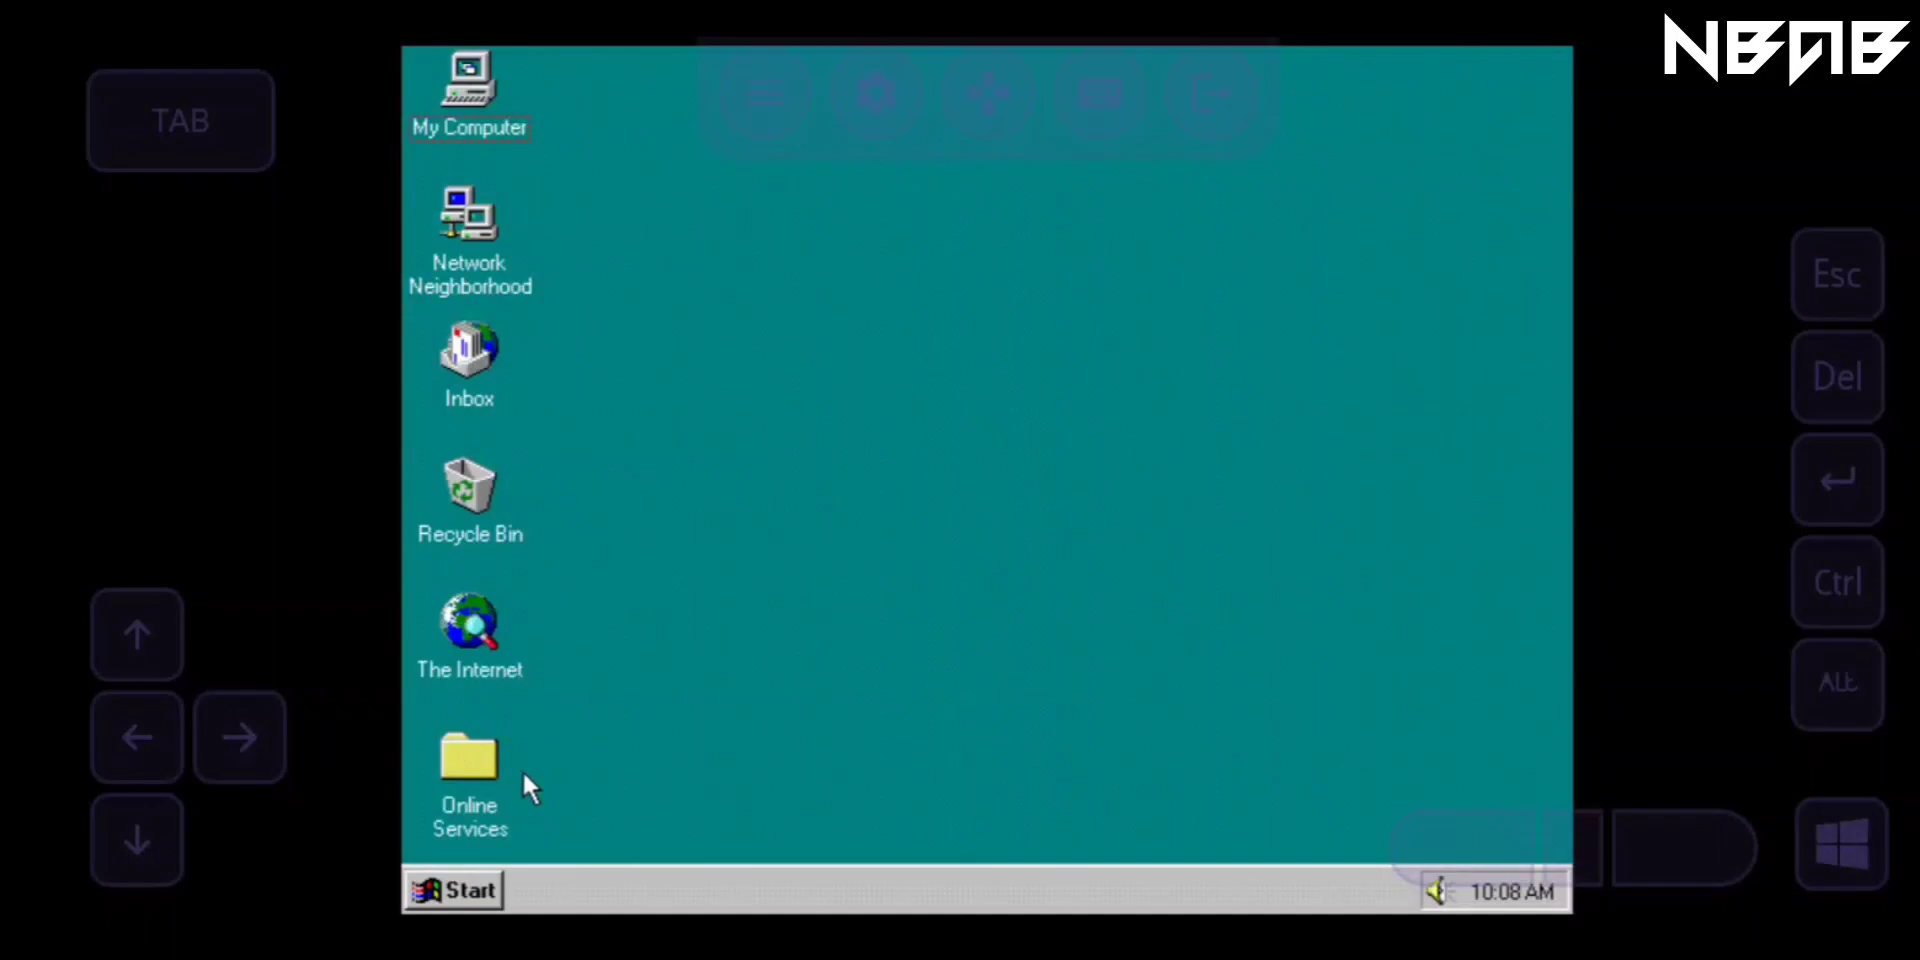 NBAB
TAB
My Computer
Network
Neighborhood
Inbox
Recycle Bin
The Internet
Online
Services
Start
10:08 AM
Esc
Del
Ctrl
ALt